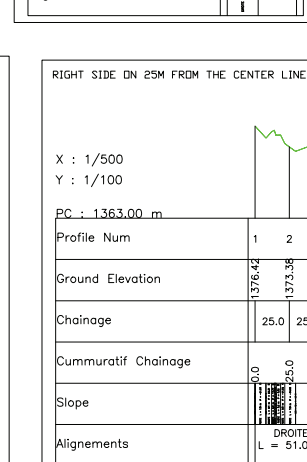 RIGHT SIDE ON 25M FROM THE CENTER LINE
X : 1/500
Y : 1/100
PC : 1363.00 m
Profile Num 1 2
Ground Elevation 1376.42 1373.38
Chainage 25.0 25
Cummuratif Chainage 0.0 25.0
Slope
Alignements DROITE
L = 51.0